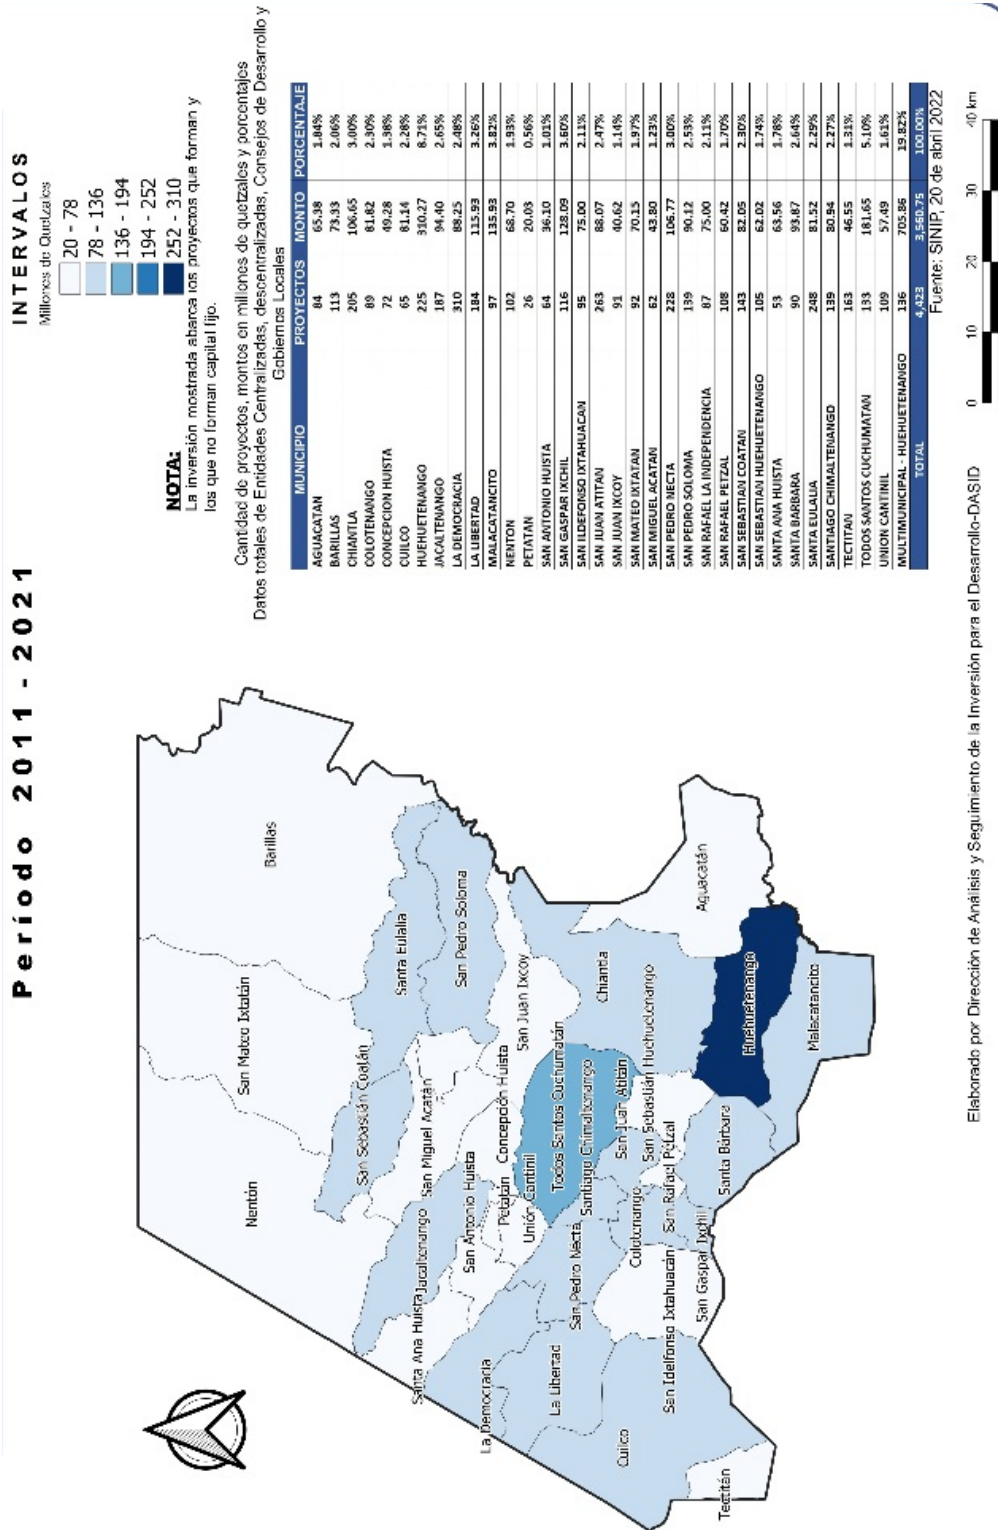 Período 2011 - 2021
INTERVALOS
Millones de Quetzales
20 - 78
78 - 136
136 - 194
194 - 252
252 - 310
NOTA:
La inversión mostrada abarca los proyectos que forman y
los que no forman capital fijo.
Cantidad de proyectos, montos en millones de quetzales y porcentajes
Datos totales de Entidades Centralizadas, descentralizadas, Consejos de Desarrollo y
Gobiernos Locales
MUNICIPIO PROYECTOS MONTO PORCENTAJE
AGUACATAN 84 65.38 1.84%
BARILLAS 113 73.33 2.06%
CHIANTLA 205 106.65 3.00%
COLOTENANGO 89 81.82 2.30%
CONCEPCION HUISTA 72 49.28 1.38%
CUILCO 65 81.14 2.28%
HUEHUETENANGO 225 310.27 8.71%
JACALTENANGO 187 94.40 2.65%
LA DEMOCRACIA 310 88.25 2.48%
LA LIBERTAD 184 115.93 3.26%
MALACATANCITO 97 135.93 3.82%
NENTON 102 68.70 1.93%
PETATAN 26 20.03 0.56%
SAN ANTONIO HUISTA 64 36.10 1.01%
SAN GASPAR IXCHIL 116 128.09 3.60%
SAN ILDEFONSO IXTAHUACAN 95 75.00 2.11%
SAN JUAN ATITAN 263 88.07 2.47%
SAN JUAN IXCOY 91 40.62 1.14%
SAN MATEO IXTATAN 92 70.15 1.97%
SAN MIGUEL ACATAN 62 43.80 1.23%
SAN PEDRO NECTA 228 106.77 3.00%
SAN PEDRO SOLOMA 139 90.12 2.53%
SAN RAFAEL LA INDEPENDENCIA 87 75.00 2.11%
SAN RAFAEL PETZAL 108 60.42 1.70%
SAN SEBASTIAN COATAN 143 82.05 2.30%
SAN SEBASTIAN HUEHUETENANGO 105 62.02 1.74%
SANTA ANA HUISTA 53 63.56 1.78%
SANTA BARBARA 90 93.87 2.64%
SANTA EULALIA 248 81.52 2.29%
SANTIAGO CHIMALTENANGO 139 80.94 2.27%
TECTITAN 163 46.55 1.31%
TODOS SANTOS CUCHUMATAN 133 181.65 5.10%
UNION CANTINIL 109 57.49 1.61%
MULTIMUNICIPAL - HUEHUETENANGO 136 705.86 19.82%
TOTAL 4,423 3,560.75 100.00%
Fuente: SINIP, 20 de abril 2022
0 10 20 30 40 km
Barillas
San Mateo Ixtatán
Nentón
Santa Eulalia
San Sebastián Coatán
San Pedro Soloma
San Miguel Acatán
Jacaltenango
Santa Ana Huista
San Juan Ixcoy
Concepción Huista
San Antonio Huista
Petatán
Unión Cantinil
La Democracia
Todos Santos Cuchumatán
Chiantla
Santiago Chimaltenango
San Pedro Necta
La Libertad
San Juan Atitán
San Sebastián Huehuetenango
Colotenango
San Rafael Petzal
Cuilco
San Idelfonso Ixtahuacán
San Gaspar Ixchil
Aguacatán
Santa Bárbara
Huehuetenango
Malacatancito
Tectitán
Elaborado por Dirección de Análisis y Seguimiento de la Inversión para el Desarrollo-DASID